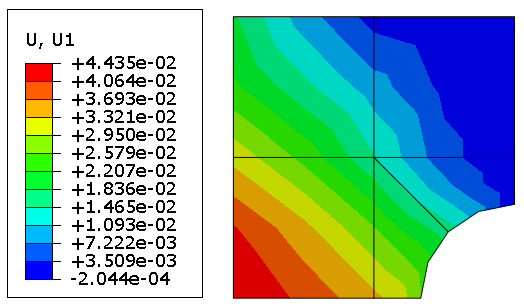 U, U1
+4.435e-02
+4.064e-02
+3.693e-02
+3.321e-02
+2.950e-02
+2.579e-02
+2.207e-02
+1.836e-02
+1.465e-02
+1.093e-02
+7.222e-03
+3.509e-03
-2.044e-04